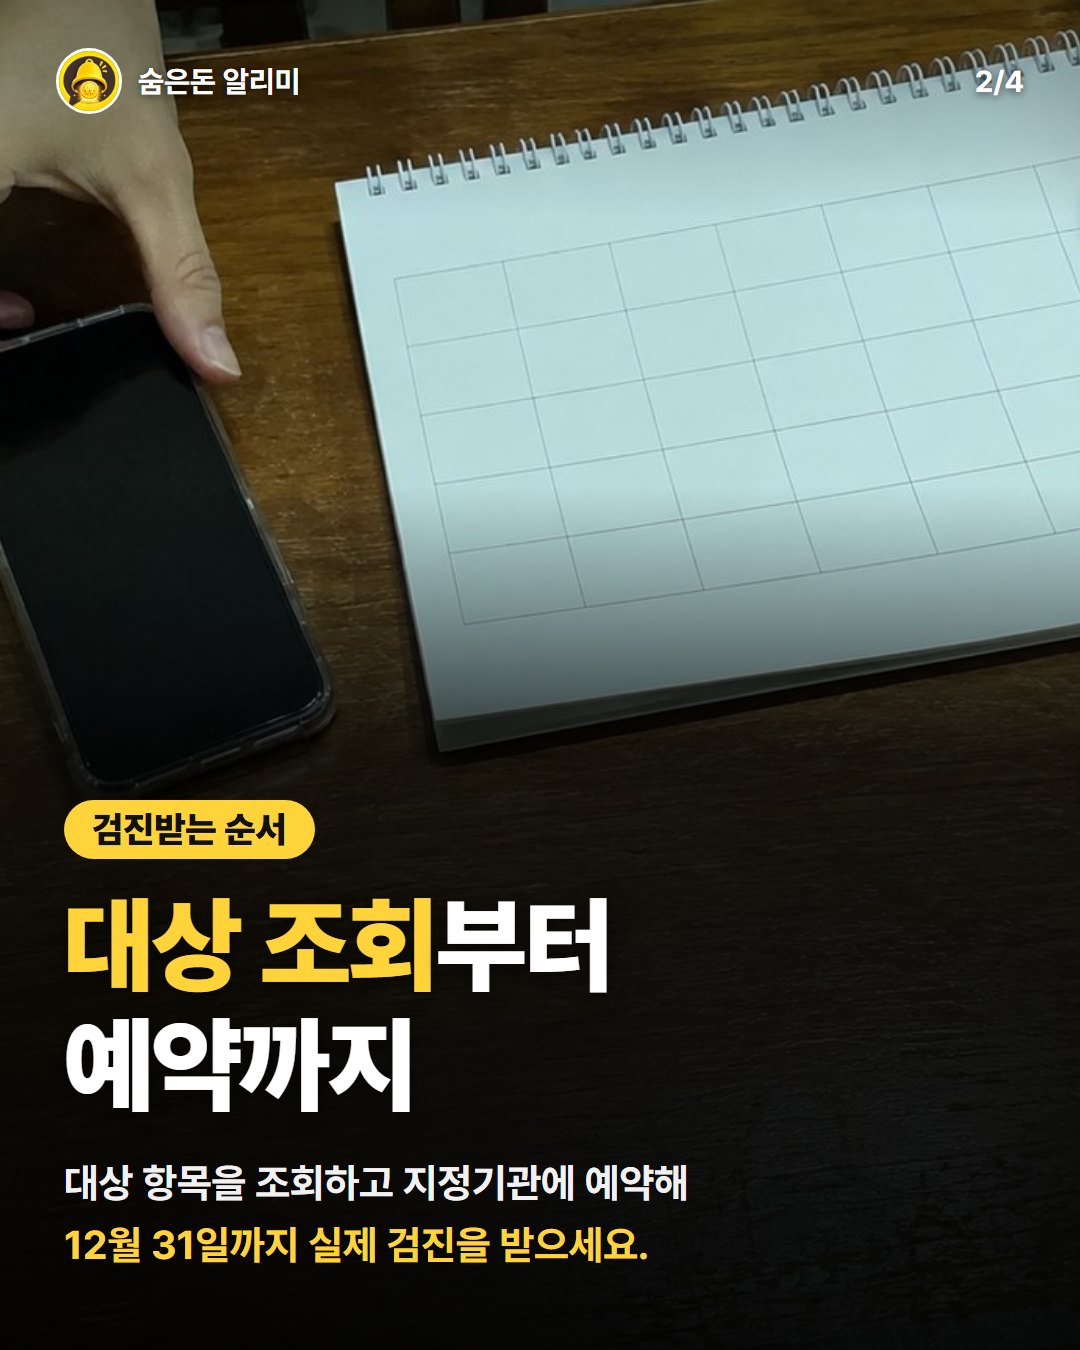 숨은돈 알리미
2/4
검진받는 순서
대상 조회부터
예약까지
대상 항목을 조회하고 지정기관에 예약해
12월 31일까지 실제 검진을 받으세요.